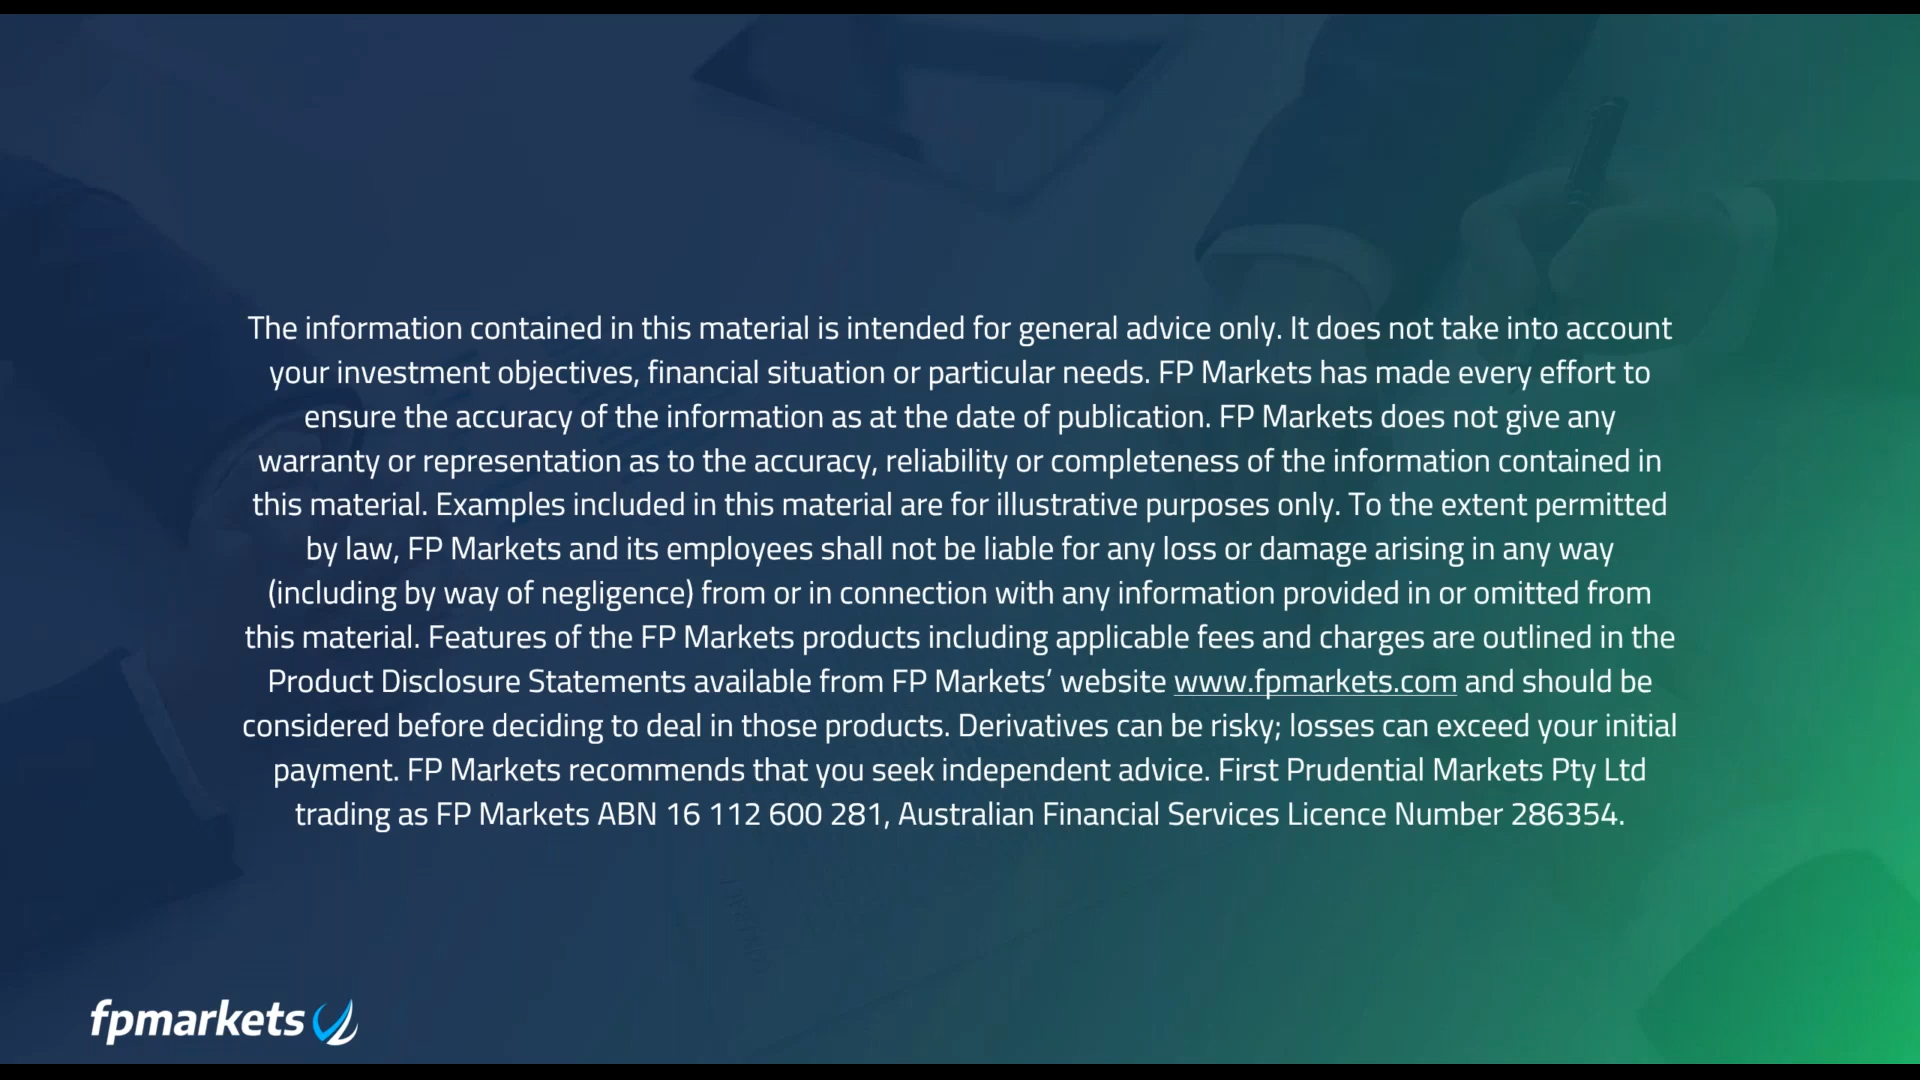 The information contained in this material is intended for general advice only. It does not take into account
your investment objectives, financial situation or particular needs. FP Markets has made every effort to
ensure the accuracy of the information as at the date of publication. FP Markets does not give any
warranty or representation as to the accuracy, reliability or completeness of the information contained in
this material. Examples included in this material are for illustrative purposes only. To the extent permitted
by law, FP Markets and its employees shall not be liable for any loss or damage arising in any way
(including by way of negligence) from or in connection with any information provided in or omitted from
this material. Features of the FP Markets products including applicable fees and charges are outlined in the
Product Disclosure Statements available from FP Markets’ website www.fpmarkets.com and should be
considered before deciding to deal in those products. Derivatives can be risky; losses can exceed your initial
payment. FP Markets recommends that you seek independent advice. First Prudential Markets Pty Ltd
trading as FP Markets ABN 16 112 600 281, Australian Financial Services Licence Number 286354.
fpmarkets